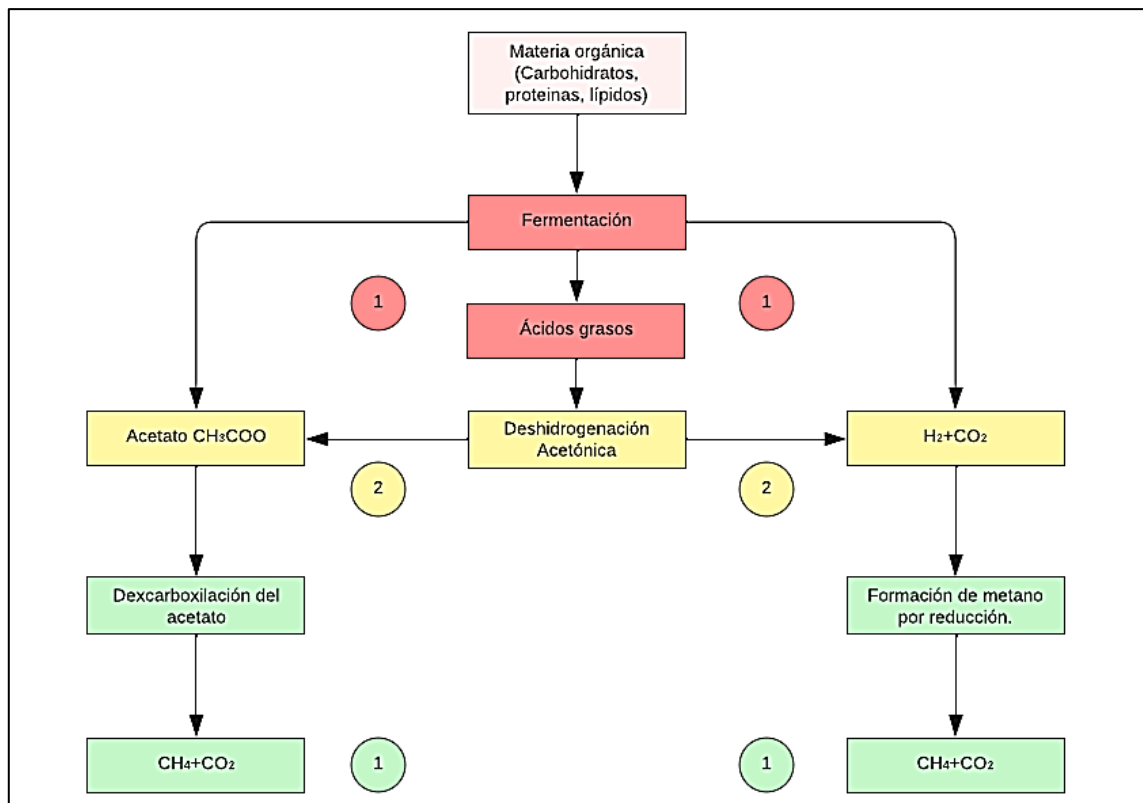 Materia orgánica
(Carbohidratos,
proteinas, lípidos)
Fermentación
1
1
Ácidos grasos
Acetato CH₃COO
Deshidrogenación
Acetónica
H₂+CO₂
2
2
Dexcarboxilación del
acetato
Formación de metano
por reducción.
CH₄+CO₂
1
1
CH₄+CO₂